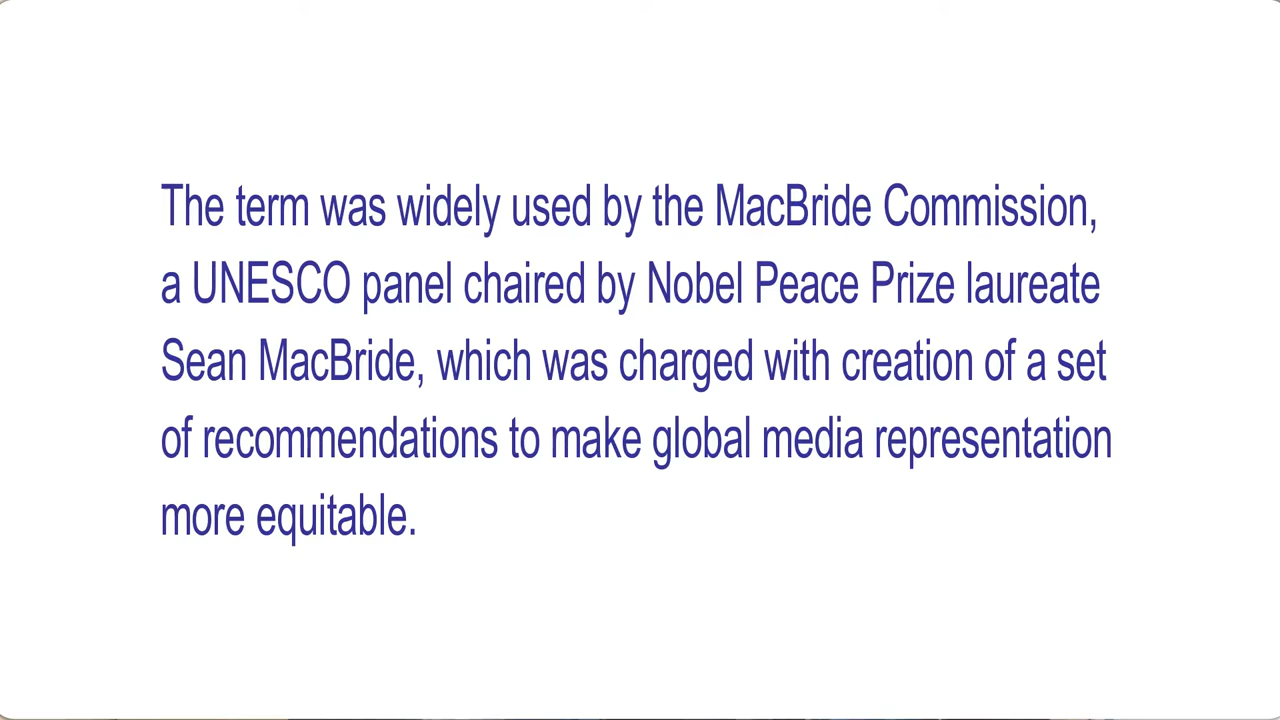 The term was widely used by the MacBride Commission,
a UNESCO panel chaired by Nobel Peace Prize laureate
Sean MacBride, which was charged with creation of a set
of recommendations to make global media representation
more equitable.